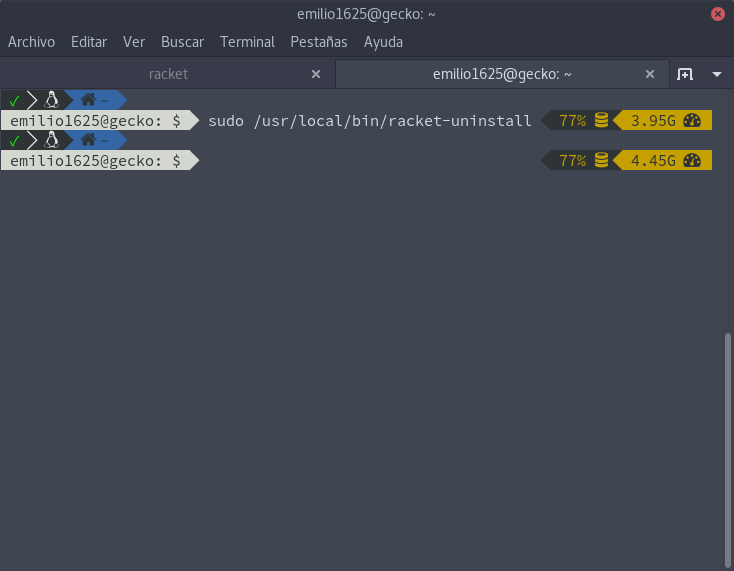 emilio1625@gecko: ~
Archivo Editar Ver Buscar Terminal Pestañas Ayuda
racket emilio1625@gecko: ~
~
emilio1625@gecko: $ sudo /usr/local/bin/racket-uninstall 77% 3.95G
~
emilio1625@gecko: $ 77% 4.45G